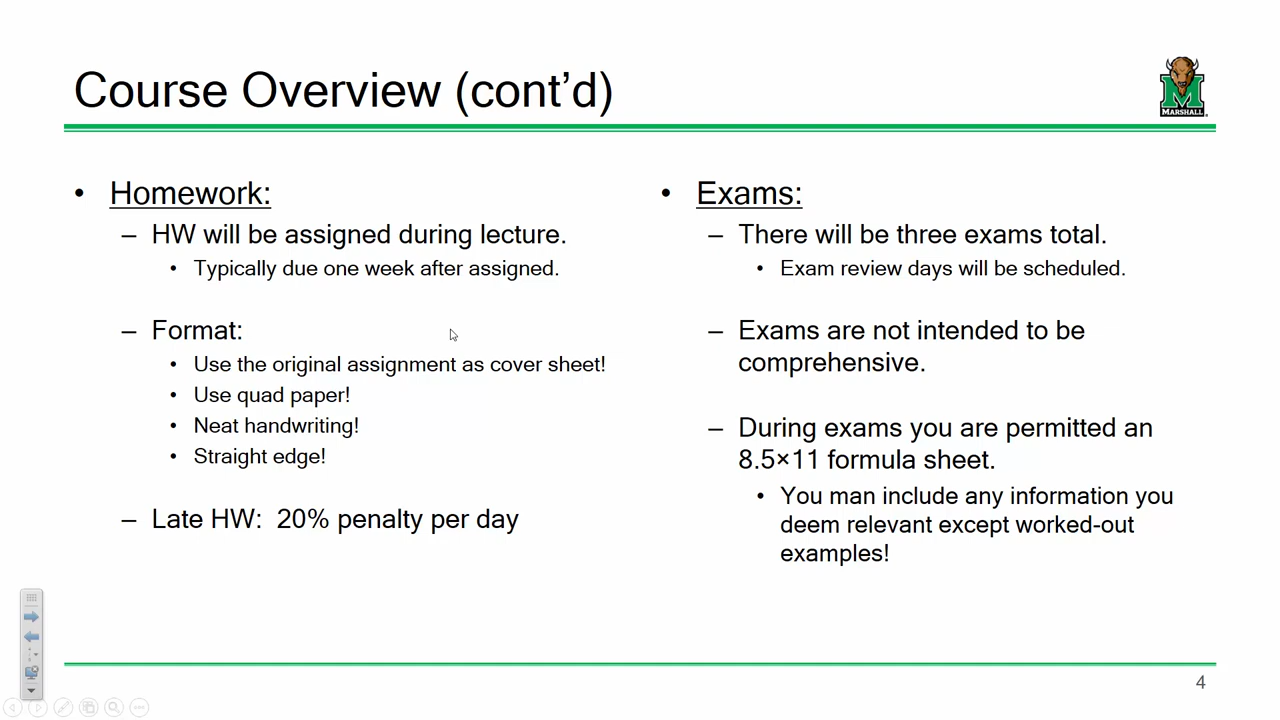 Course Overview (cont’d)
MARSHALL
• Homework:
– HW will be assigned during lecture.
• Typically due one week after assigned.
– Format:
• Use the original assignment as cover sheet!
• Use quad paper!
• Neat handwriting!
• Straight edge!
– Late HW: 20% penalty per day
• Exams:
– There will be three exams total.
• Exam review days will be scheduled.
– Exams are not intended to be
comprehensive.
– During exams you are permitted an
8.5×11 formula sheet.
• You man include any information you
deem relevant except worked-out
examples!
4